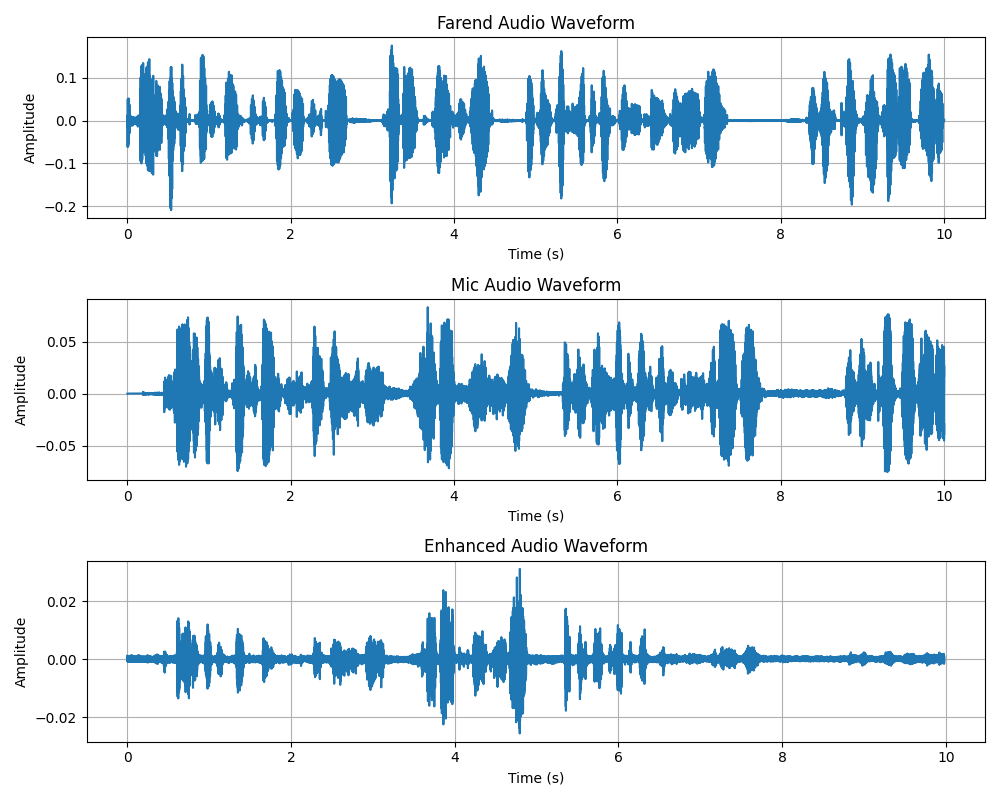 Farend Audio Waveform
0.1
0.0
−0.1
−0.2
Amplitude
0 2 4 6 8 10
Time (s)
Mic Audio Waveform
0.05
0.00
−0.05
Amplitude
0 2 4 6 8 10
Time (s)
Enhanced Audio Waveform
0.02
0.00
−0.02
Amplitude
0 2 4 6 8 10
Time (s)